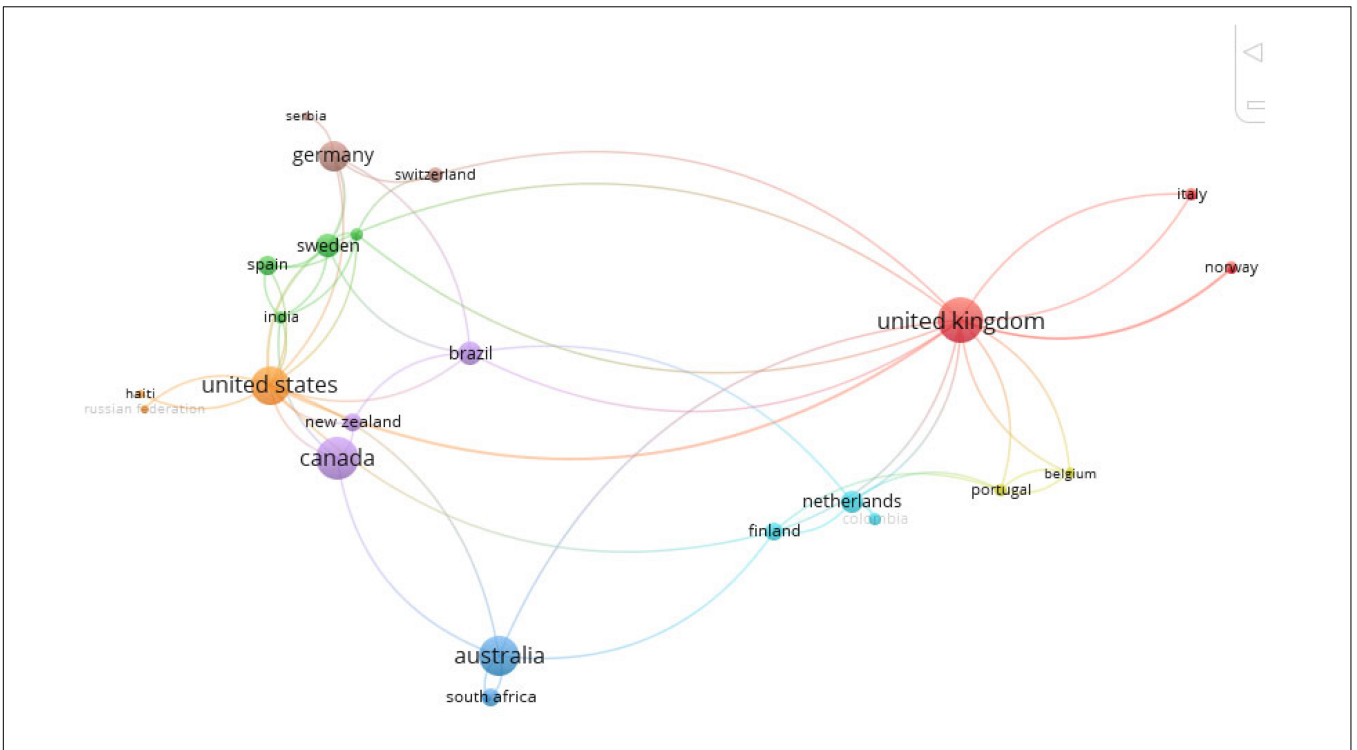 serbia
germany
switzerland
italy
sweden
spain
norway
india
united kingdom
brazil
united states
haiti
russian federation
new zealand
canada
belgium
portugal
netherlands
colombia
finland
australia
south africa